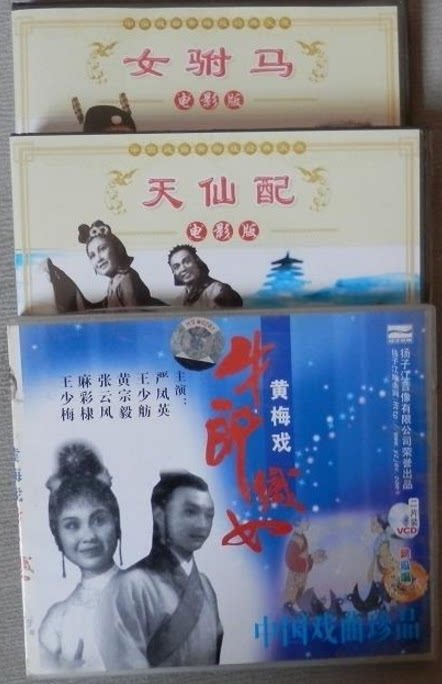 女驸马
电影版
天仙配
电影版
黄梅戏
牛郎织女
主演：
严凤英
王少舫
黄宗毅
张云风
麻彩楼
王少梅
扬子江音像有限公司荣誉出品
二片装
VCD
中国戏曲珍品